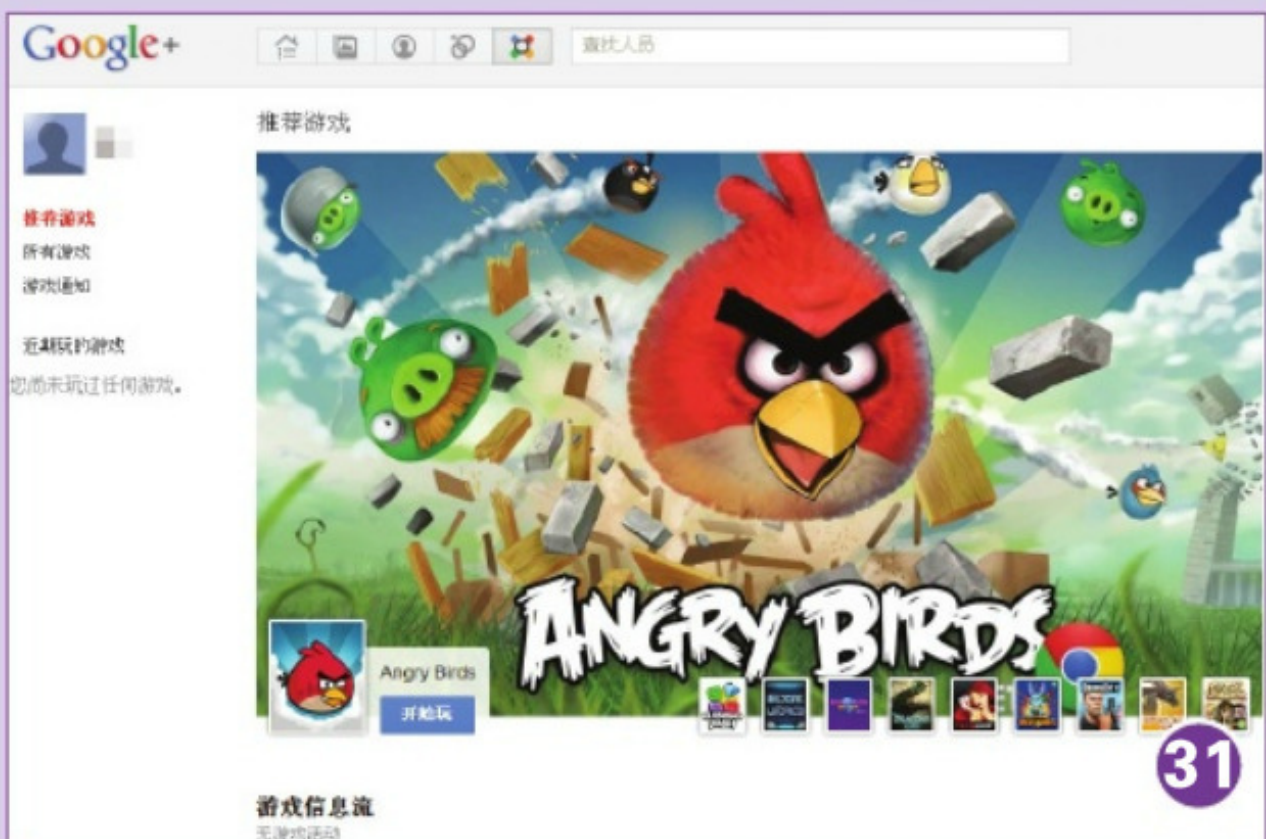 Google+
查找人员
推荐游戏
推荐游戏
所有游戏
游戏通知
近期玩的游戏
您尚未玩过任何游戏。
ANGRY BIRDS
Angry Birds
开始玩
31
游戏信息流
无游戏活动